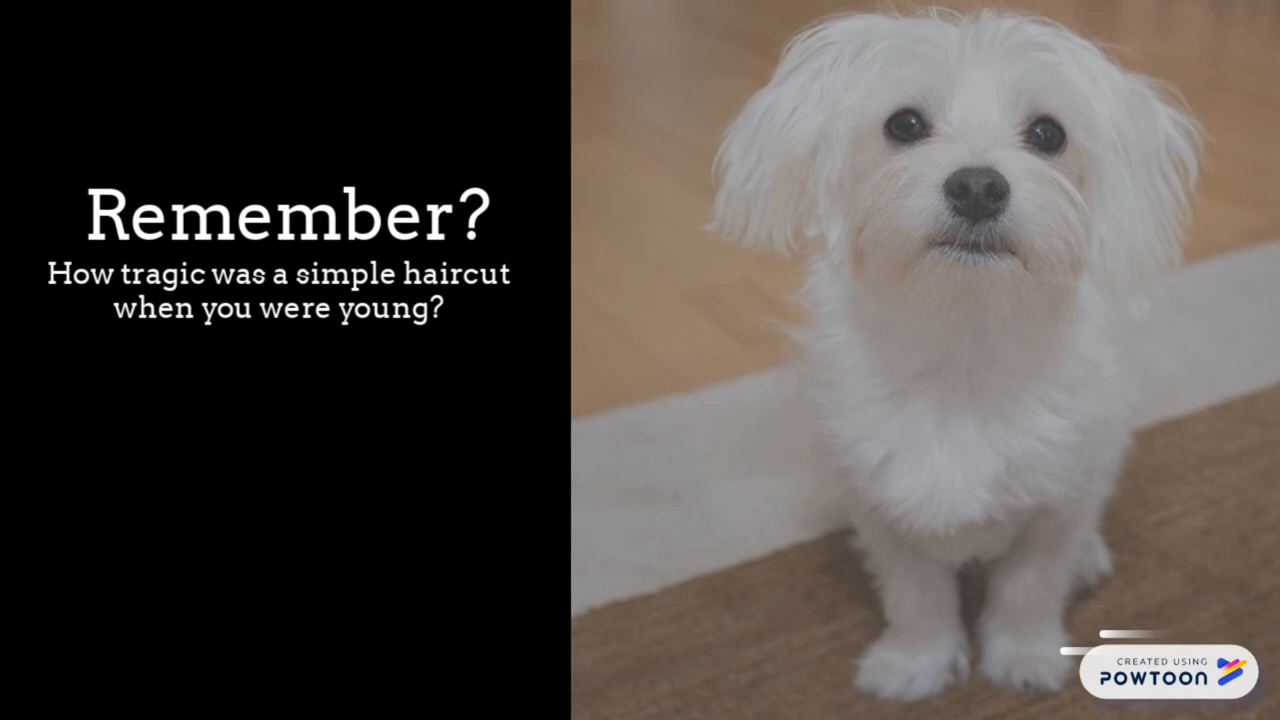 Remember?
How tragic was a simple haircut
when you were young?
CREATED USING
POWTOON